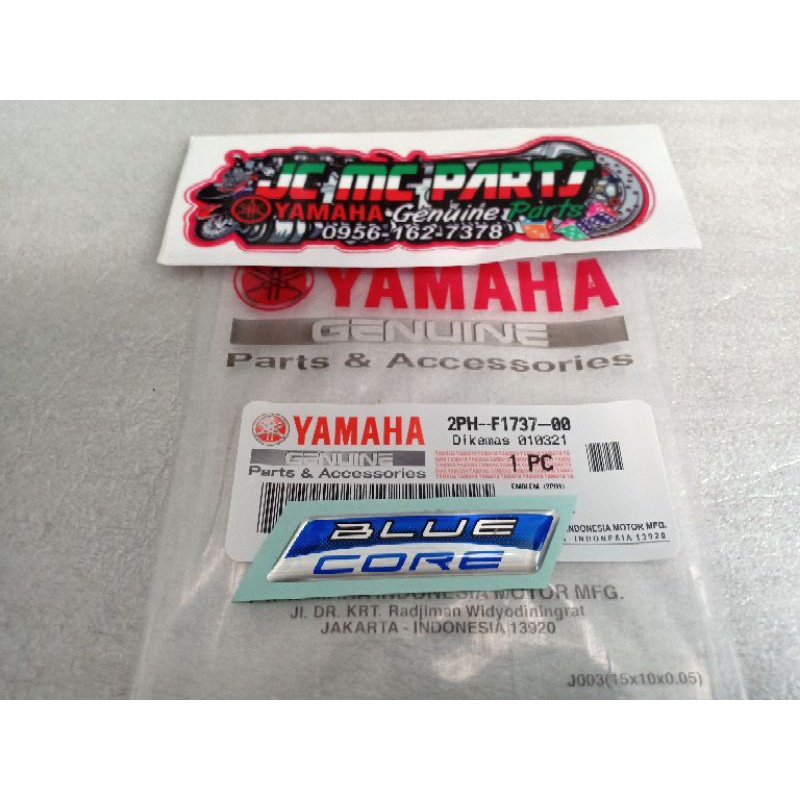 JC MC PARTS
YAMAHA Genuine Parts
0956-162-7378
YAMAHA
GENUINE
Parts & Accessories
YAMAHA
GENUINE
Parts & Accessories
2PH-F1737-00
Dikemas 010321
1 PC
EMBLEM (2PH1)
BLUE
CORE
INDONESIA MOTOR MFG.
- INDONESIA 13920
INDONESIA MOTOR MFG.
Jl. DR. KRT. Radjiman Widyodiningrat
JAKARTA - INDONESIA 13920
J003(15x10x0.05)